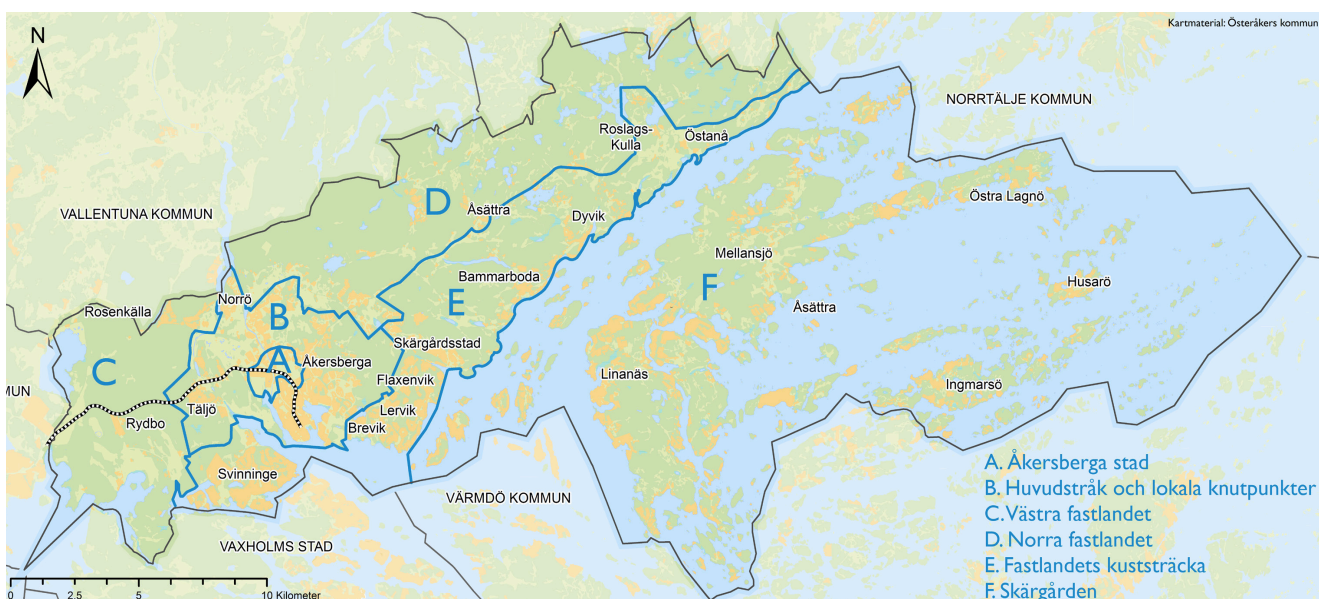 Kartmaterial: Österåkers kommun
N
NORRTÄLJE KOMMUN
Roslags-
Kulla
Östanå
VALLENTUNA KOMMUN
D
Åsättra
Dyvik
Östra Lagnö
Mellansjö
Bammarboda
Husarö
F
E
Norrö
Rosenkälla
B
Åsättra
Skärgårdsstad
A
Åkersberga
C
Linanäs
Flaxenvik
Ingmarsö
MUN
Täljö
Lervik
Rydbo
Brevik
Svinninge
VÄRMDÖ KOMMUN
VAXHOLMS STAD
A. Åkersberga stad
B. Huvudstråk och lokala knutpunkter
C. Västra fastlandet
D. Norra fastlandet
E. Fastlandets kuststräcka
F. Skärgården
0 2.5 5 10 Kilometer